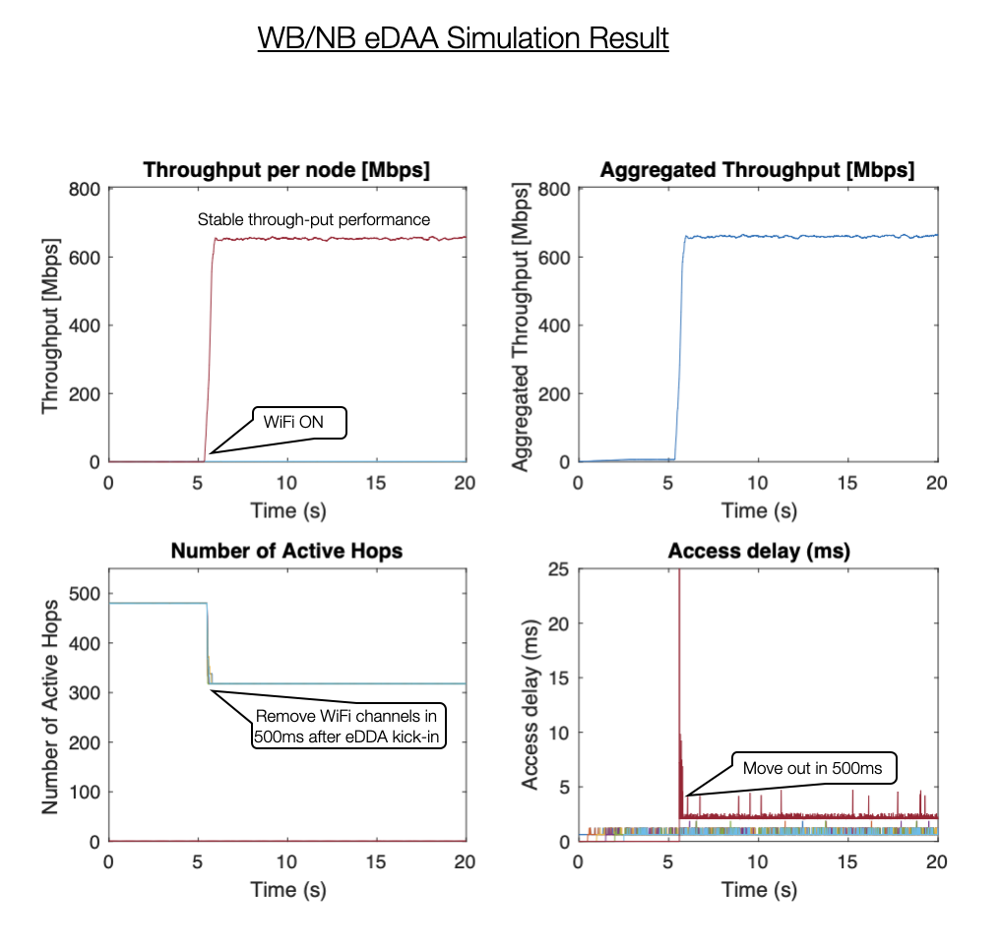 WB/NB eDAA Simulation Result
Throughput per node [Mbps]
800
600
400
200
0
Throughput [Mbps]
Stable through-put performance
WiFi ON
0
5
10
15
20
Time (s)
Aggregated Throughput [Mbps]
800
600
400
200
0
Aggregated Throughput [Mbps]
0
5
10
15
20
Time (s)
Number of Active Hops
500
400
300
200
100
0
Number of Active Hops
Remove WiFi channels in
500ms after eDDA kick-in
0
5
10
15
20
Time (s)
Access delay (ms)
25
20
15
10
5
0
Access delay (ms)
Move out in 500ms
0
5
10
15
20
Time (s)